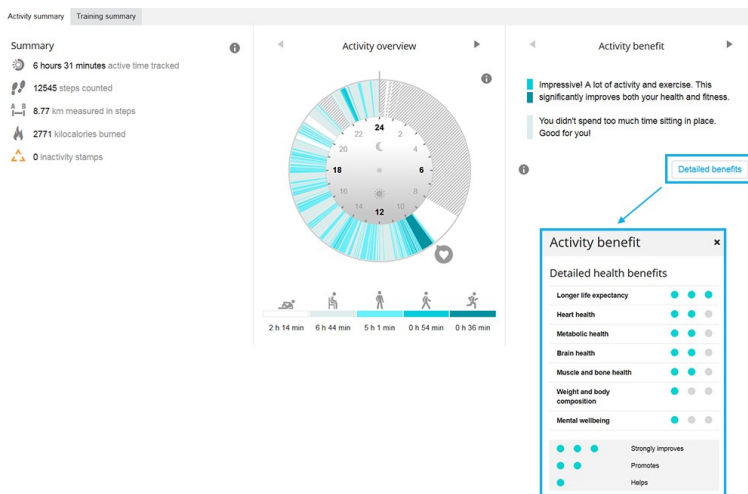 Activity summary
Training summary
Summary
6 hours 31 minutes active time tracked
12545 steps counted
A B
8.77 km measured in steps
2771 kilocalories burned
0 inactivity stamps
Activity overview
24
2
4
6
8
10
12
14
16
18
20
22
2 h 14 min
6 h 44 min
5 h 1 min
0 h 54 min
0 h 36 min
Activity benefit
Impressive! A lot of activity and exercise. This
significantly improves both your health and fitness.
You didn't spend too much time sitting in place.
Good for you!
Detailed benefits
Activity benefit
×
Detailed health benefits
Longer life expectancy
Heart health
Metabolic health
Brain health
Muscle and bone health
Weight and body
composition
Mental wellbeing
Strongly improves
Promotes
Helps